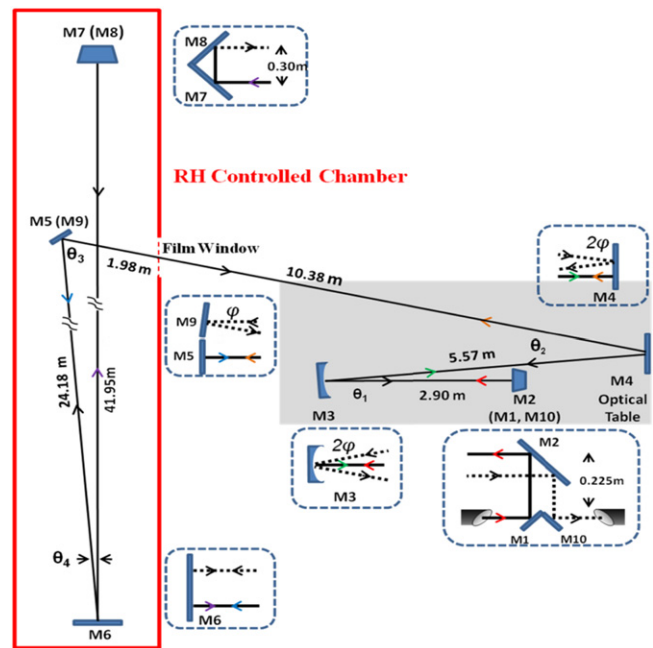 M7 (M8)
M8
0.30m
M7
RH Controlled Chamber
M5 (M9)
Film Window
θ3
1.98 m
10.38 m
2φ
M4
M9
φ
M5
24.18 m
41.95m
5.57 m
θ2
θ1
2.90 m
M3
M2
(M1, M10)
M4
Optical
Table
2φ
M3
M2
0.225m
M1
M10
θ4
M6
M6